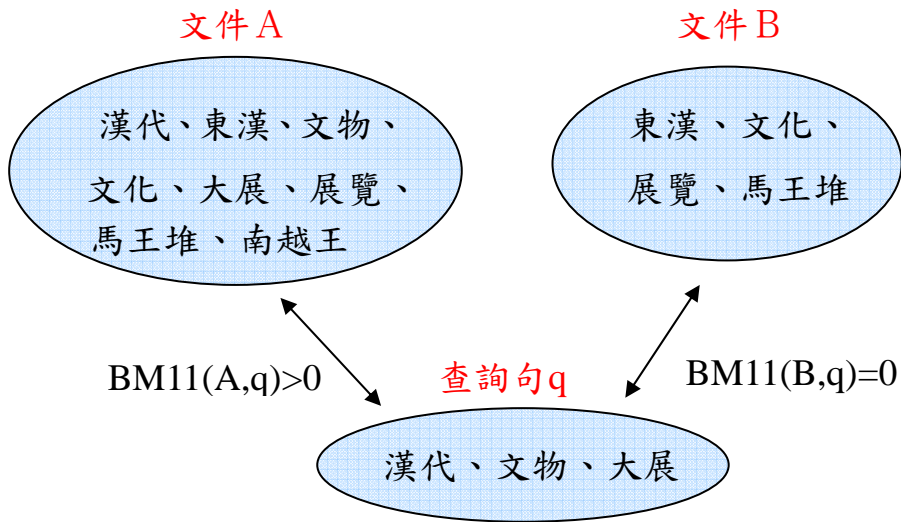 文件A
文件B
漢代、東漢、文物、
文化、大展、展覽、
馬王堆、南越王
東漢、文化、
展覽、馬王堆
BM11(A,q)>0
查詢句q
BM11(B,q)=0
漢代、文物、大展